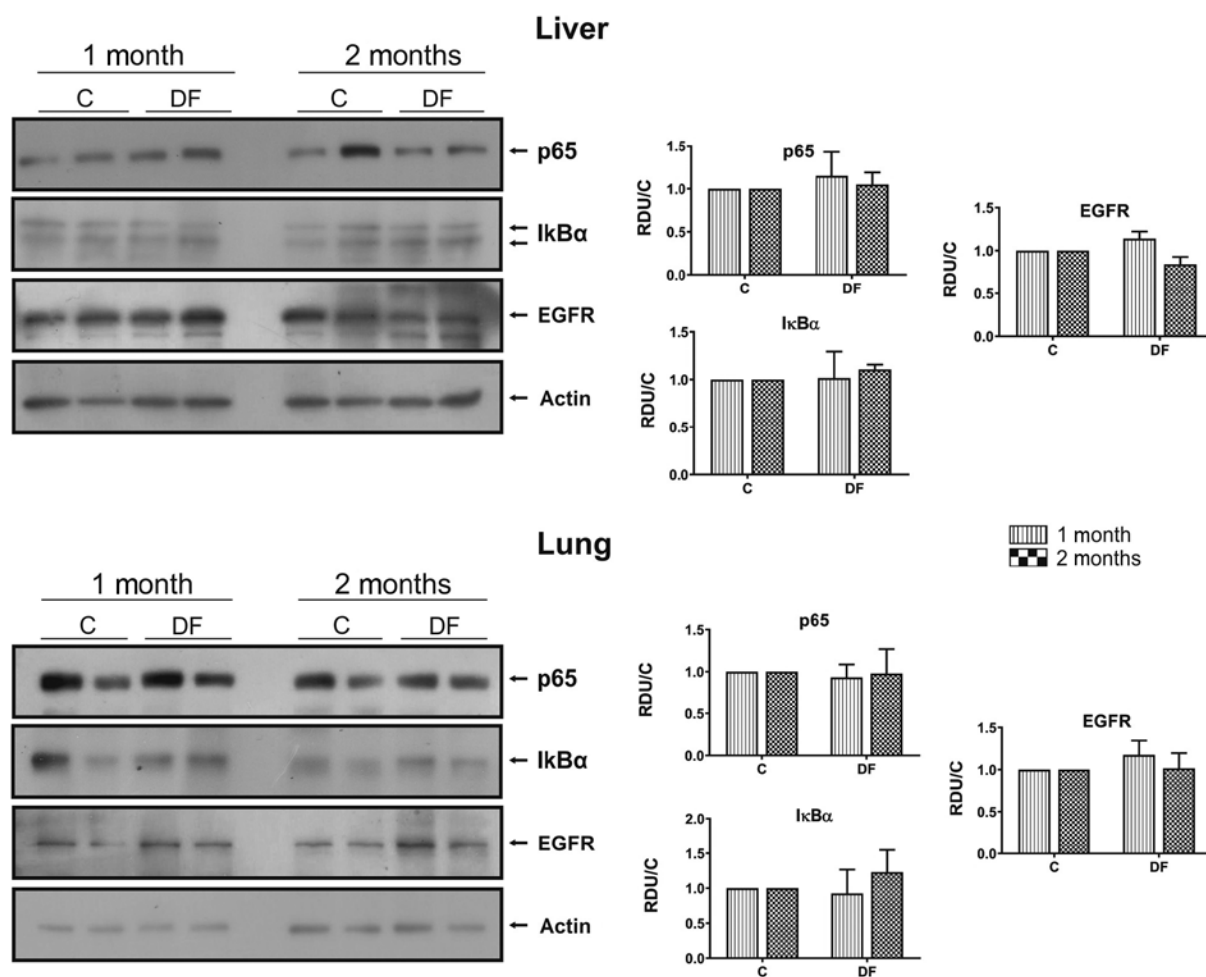 Liver
1 month 2 months
C DF C DF
p65
IkBα
EGFR
Actin
p65
RDU/C
1.5
1.0
0.5
0.0
C DF
IκBα
RDU/C
1.5
1.0
0.5
0.0
C DF
EGFR
RDU/C
1.5
1.0
0.5
0.0
C DF
1 month
2 months
Lung
1 month 2 months
C DF C DF
p65
IkBα
EGFR
Actin
p65
RDU/C
1.5
1.0
0.5
0.0
C DF
IκBα
RDU/C
2.0
1.5
1.0
0.5
0.0
C DF
EGFR
RDU/C
1.5
1.0
0.5
0.0
C DF